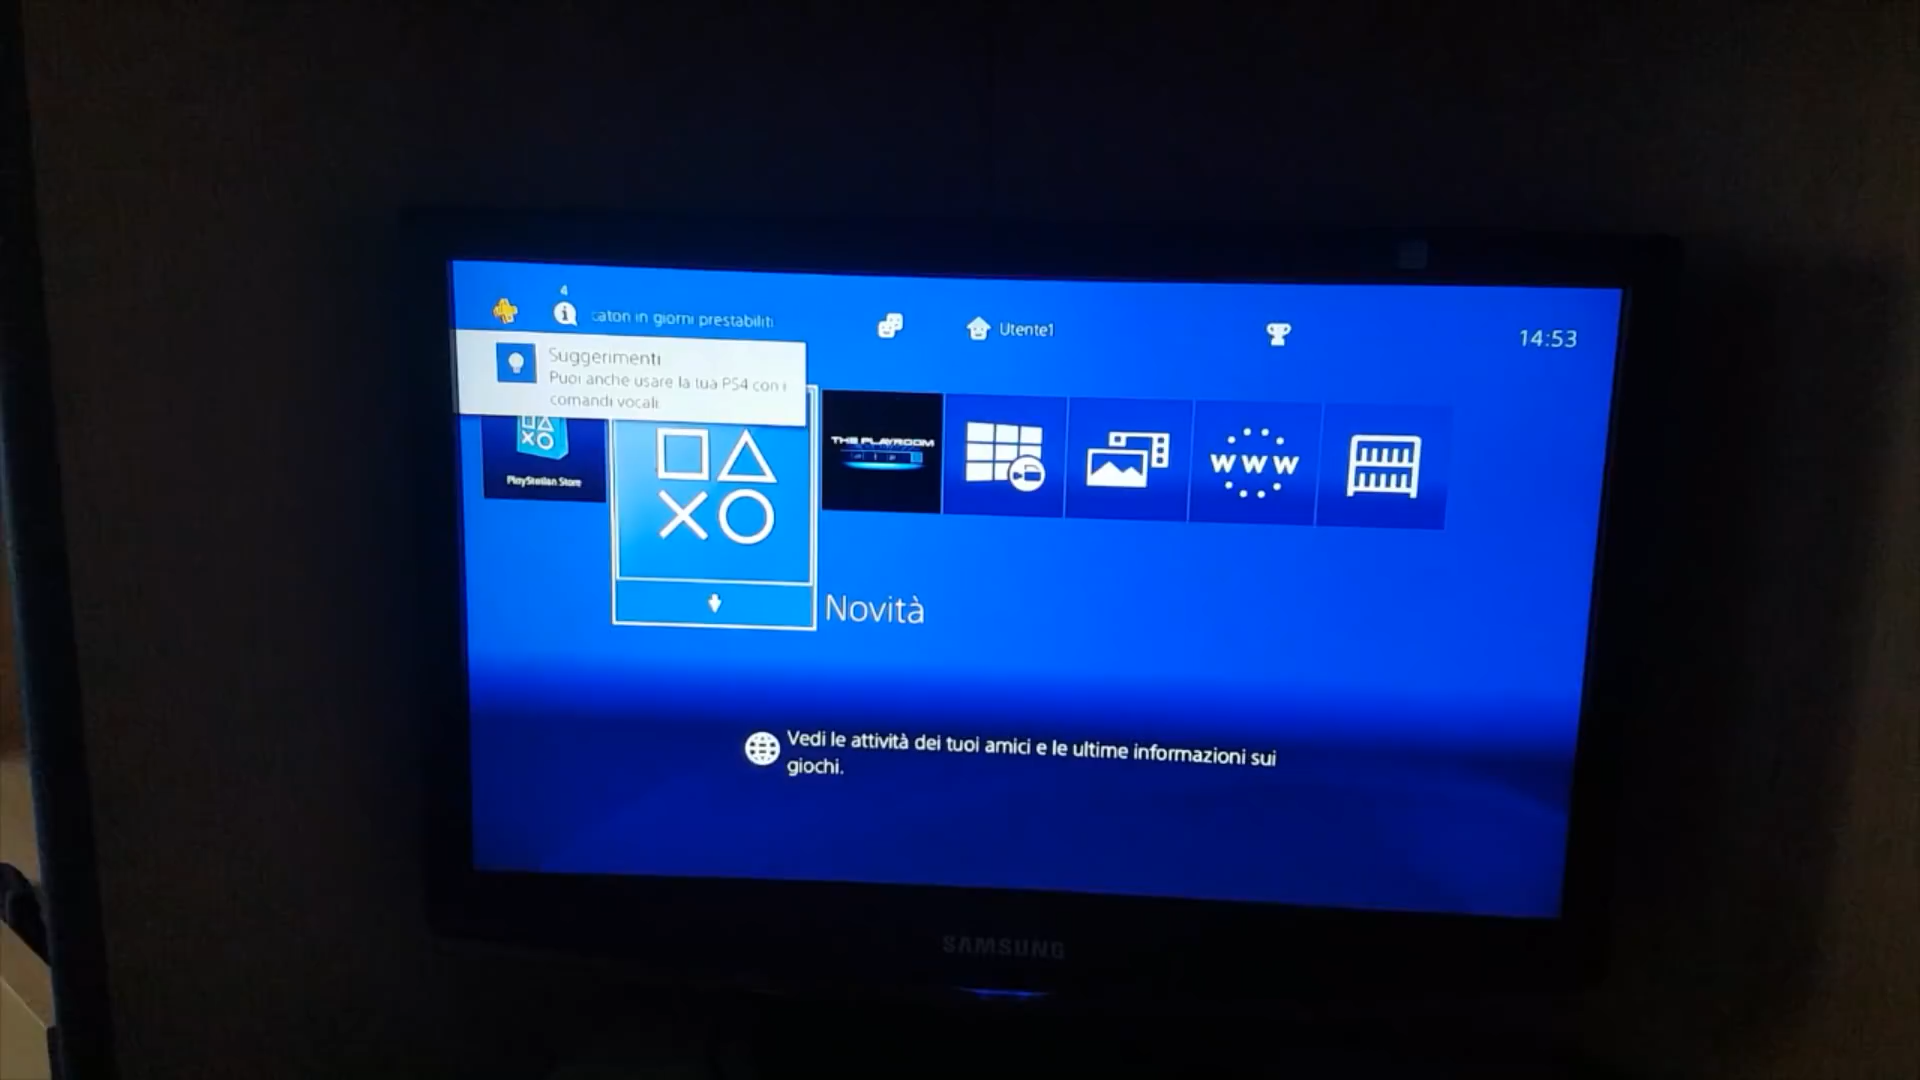 4
in giorni prestabiliti
Utente1
14:53
Suggerimenti
Puoi anche usare la tua PS4 con i
comandi vocali.
PlayStation Store
THE PLAYROOM
WWW
Novità
Vedi le attività dei tuoi amici e le ultime informazioni sui
giochi.
SAMSUNG